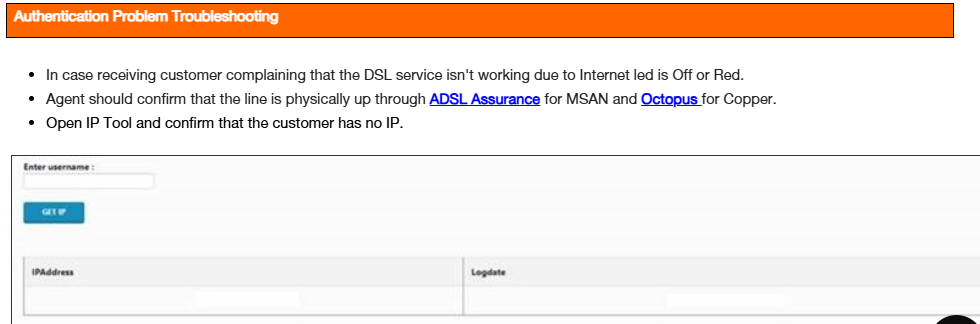 Authentication Problem Troubleshooting
• In case receiving customer complaining that the DSL service isn't working due to Internet led is Off or Red.
• Agent should confirm that the line is physically up through ADSL Assurance for MSAN and Octopus for Copper.
• Open IP Tool and confirm that the customer has no IP.
Enter username :
GET IP
IPAddress Logdate